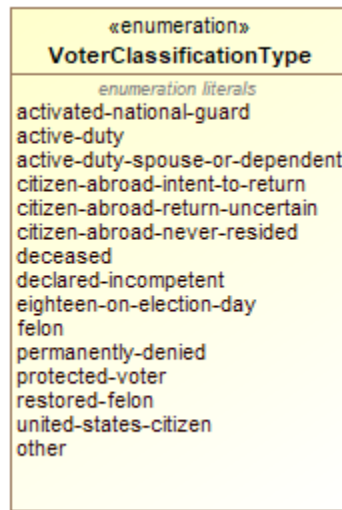 «enumeration»
VoterClassificationType
enumeration literals
activated-national-guard
active-duty
active-duty-spouse-or-dependent
citizen-abroad-intent-to-return
citizen-abroad-return-uncertain
citizen-abroad-never-resided
deceased
declared-incompetent
eighteen-on-election-day
felon
permanently-denied
protected-voter
restored-felon
united-states-citizen
other